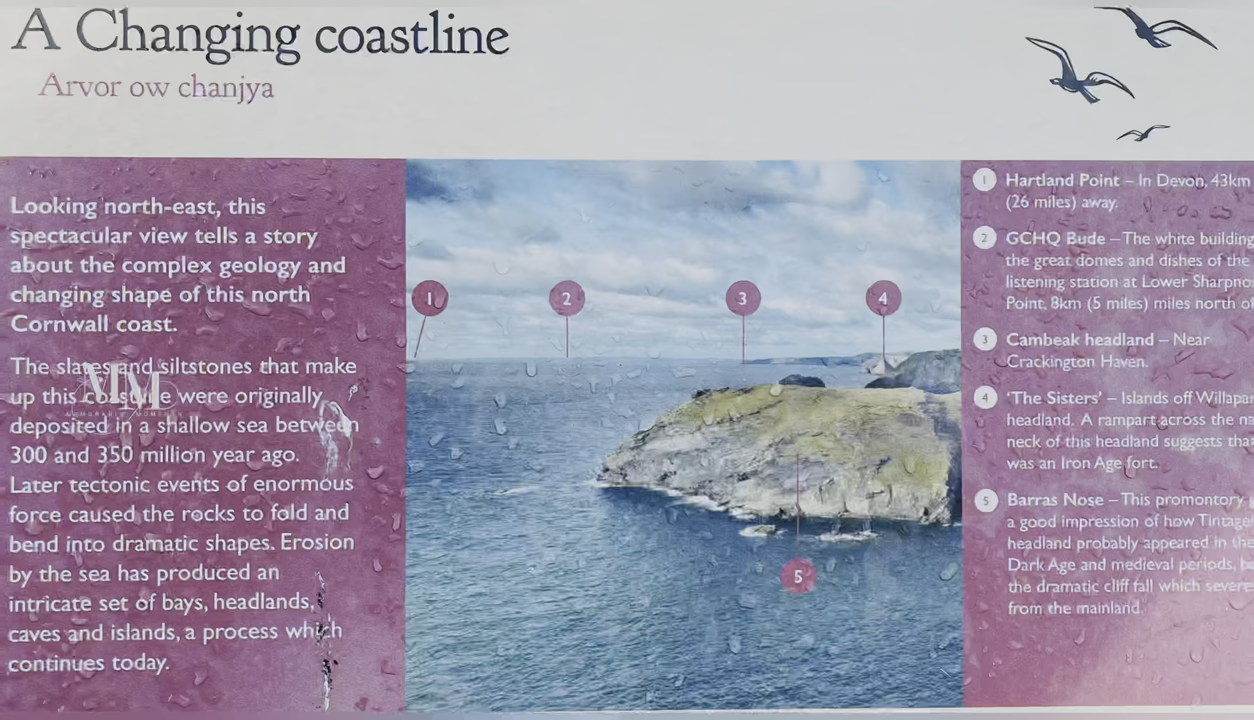 A Changing coastline
Arvor ow chanjya
Looking north-east, this
spectacular view tells a story
about the complex geology and
changing shape of this north
Cornwall coast.
The slates and siltstones that make
up this coastline were originally
deposited in a shallow sea between
300 and 350 million year ago.
Later tectonic events of enormous
force caused the rocks to fold and
bend into dramatic shapes. Erosion
by the sea has produced an
intricate set of bays, headlands,
caves and islands, a process which
continues today.
MM
1
2
3
4
5
1 Hartland Point – In Devon, 43km
(26 miles) away.
2 GCHQ Bude – The white building
the great domes and dishes of the
listening station at Lower Sharpno
Point, 8km (5 miles) miles north o
3 Cambeak headland – Near
Crackington Haven.
4 'The Sisters' – Islands off Willapar
headland. A rampart across the na
neck of this headland suggests tha
was an Iron Age fort.
5 Barras Nose – This promontory
a good impression of how Tintage
headland probably appeared in the
Dark Age and medieval periods, b
the dramatic cliff fall which severe
from the mainland.